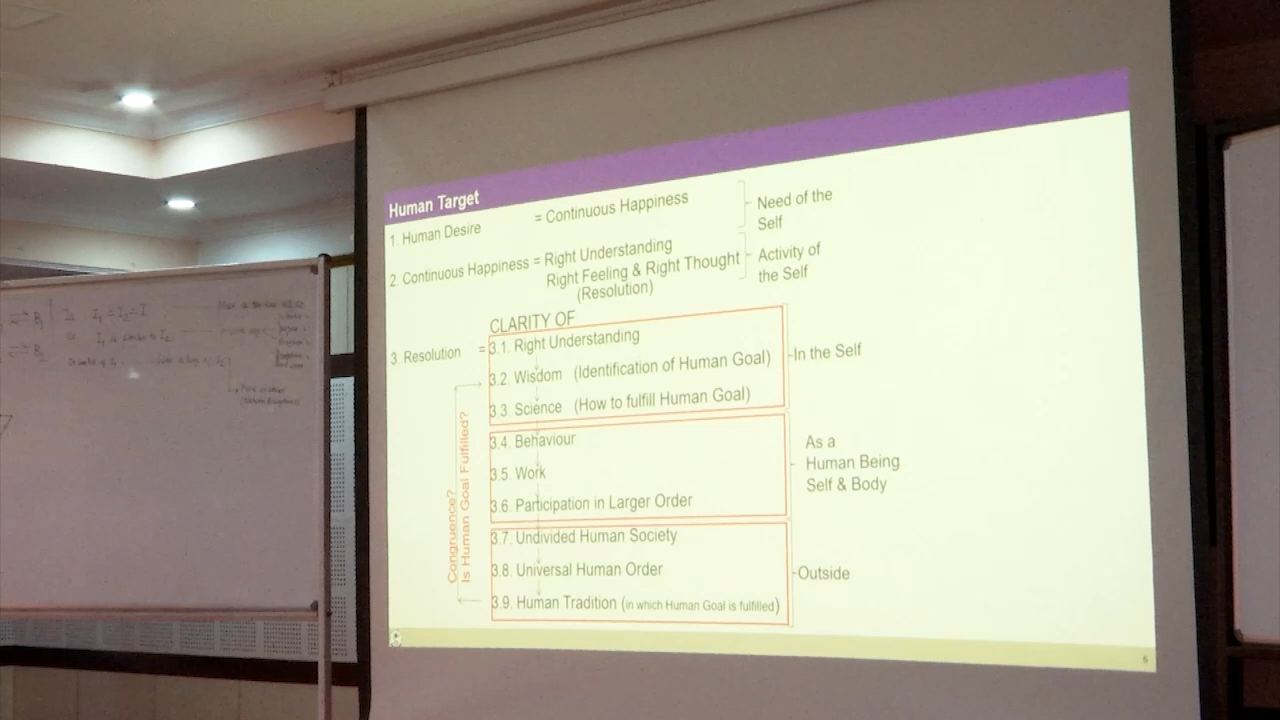 Human Target
1. Human Desire = Continuous Happiness
Need of the
Self
2. Continuous Happiness = Right Understanding
Right Feeling & Right Thought
(Resolution)
Activity of
the Self
CLARITY OF
3. Resolution = 3.1. Right Understanding
3.2. Wisdom (Identification of Human Goal)
3.3. Science (How to fulfill Human Goal)
In the Self
3.4. Behaviour
3.5. Work
3.6. Participation in Larger Order
As a
Human Being
Self & Body
3.7. Undivided Human Society
3.8. Universal Human Order
3.9. Human Tradition (in which Human Goal is fulfilled)
Outside
Congruence?
Is Human Goal Fulfilled?
6